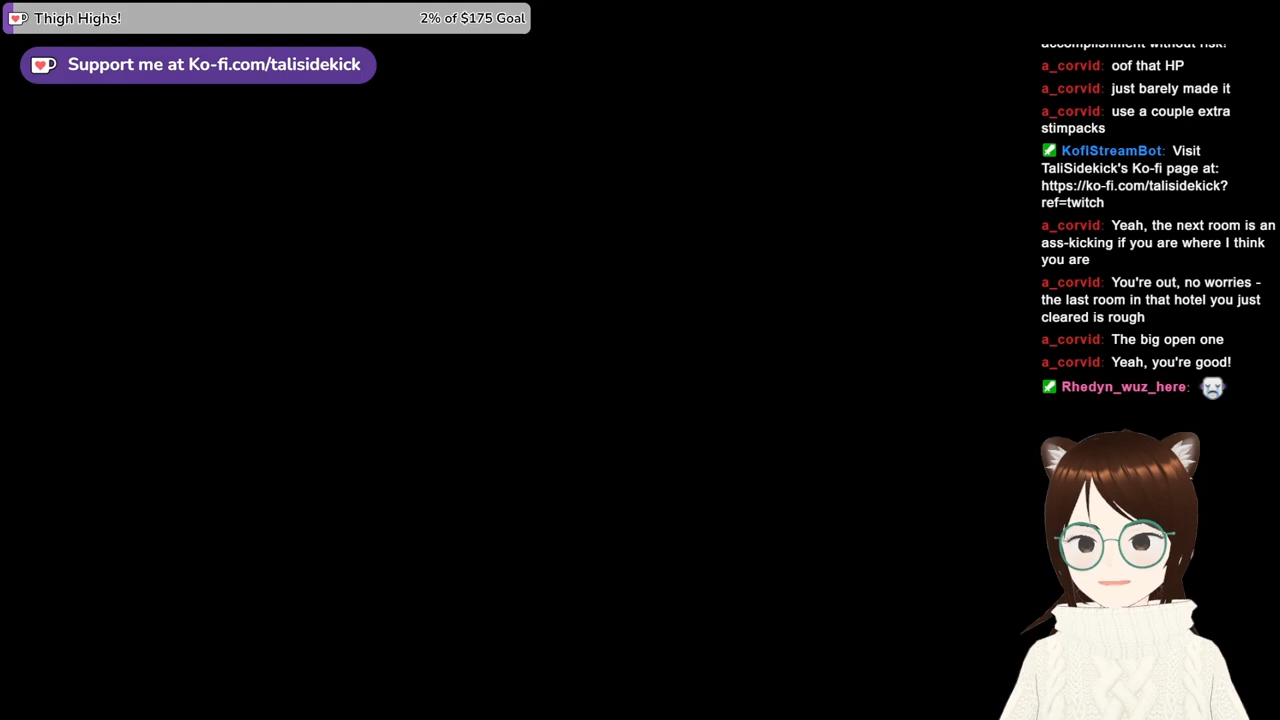 Thigh Highs!
2% of $175 Goal
Support me at Ko-fi.com/talisidekick
accomplishment without risk!
a_corvid: oof that HP
a_corvid: just barely made it
a_corvid: use a couple extra
stimpacks
KofiStreamBot: Visit
TaliSidekick's Ko-fi page at:
https://ko-fi.com/talisidekick?
ref=twitch
a_corvid: Yeah, the next room is an
ass-kicking if you are where I think
you are
a_corvid: You're out, no worries -
the last room in that hotel you just
cleared is rough
a_corvid: The big open one
a_corvid: Yeah, you're good!
Rhedyn_wuz_here: